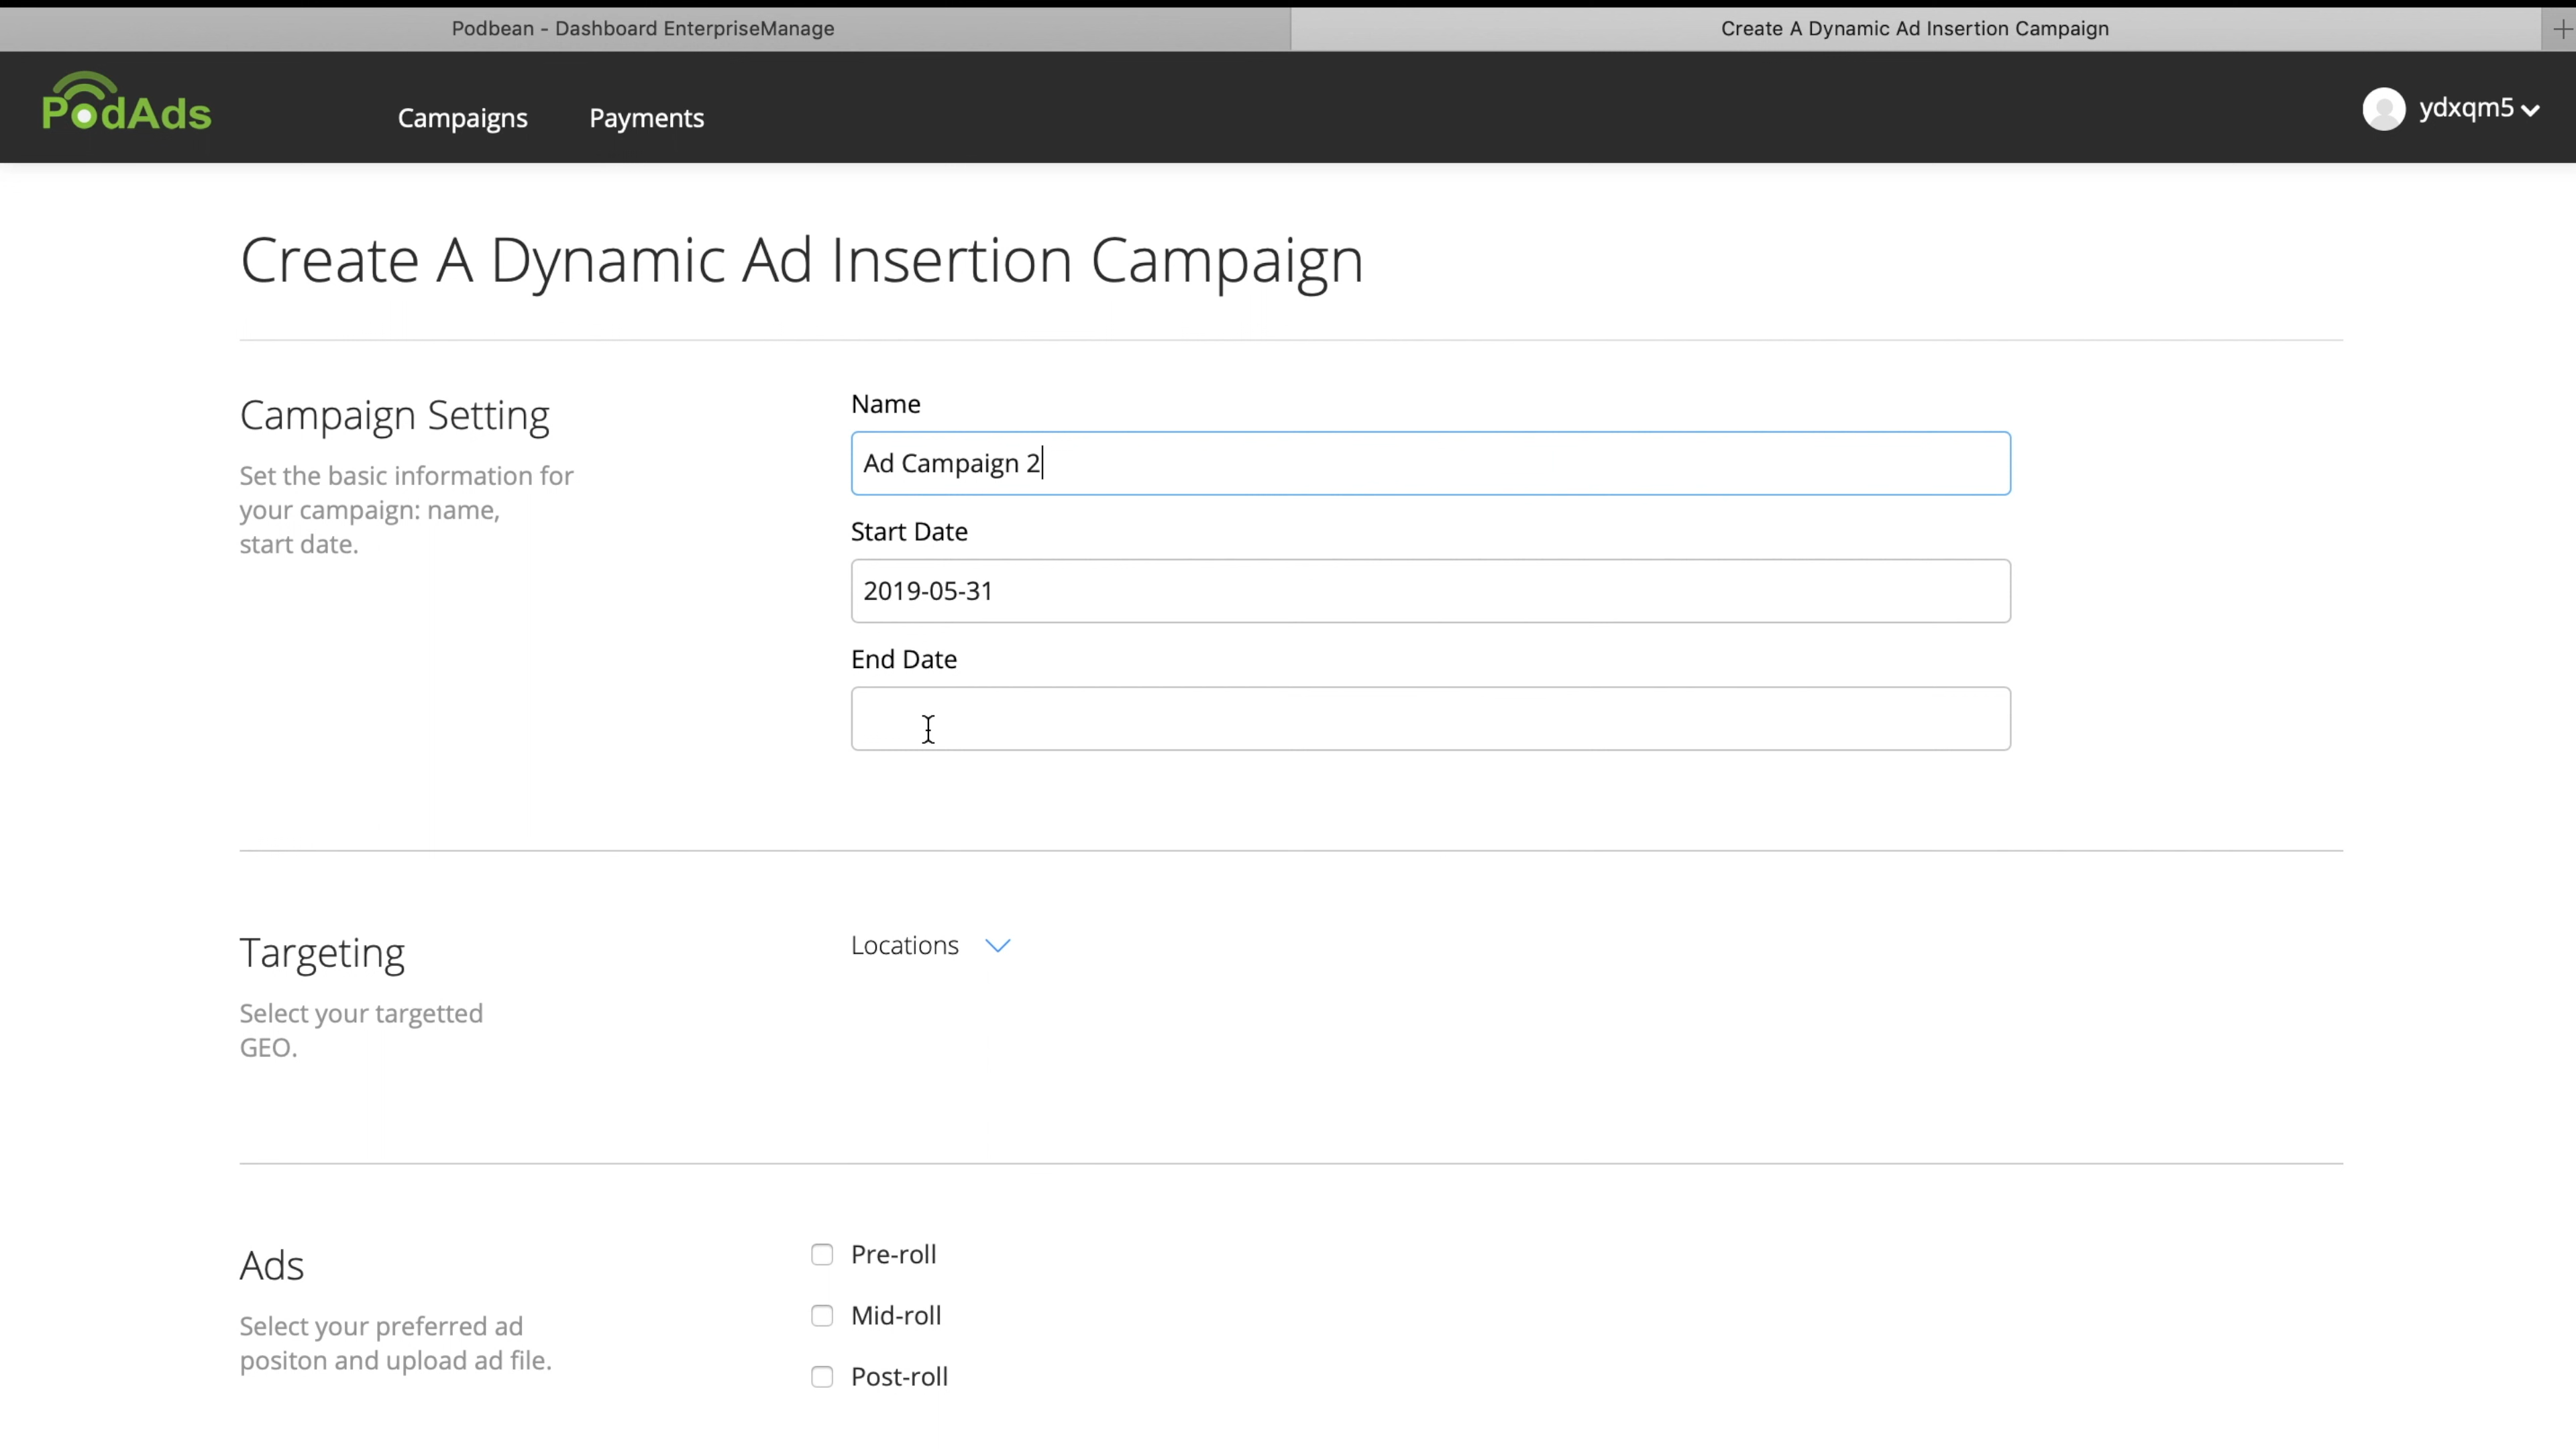 Podbean - Dashboard EnterpriseManage
Create A Dynamic Ad Insertion Campaign
PodAds
Campaigns
Payments
ydxqm5
Create A Dynamic Ad Insertion Campaign
Campaign Setting
Set the basic information for
your campaign: name,
start date.
Name
Ad Campaign 2
Start Date
2019-05-31
End Date
Targeting
Select your targetted
GEO.
Locations
Ads
Select your preferred ad
positon and upload ad file.
Pre-roll
Mid-roll
Post-roll